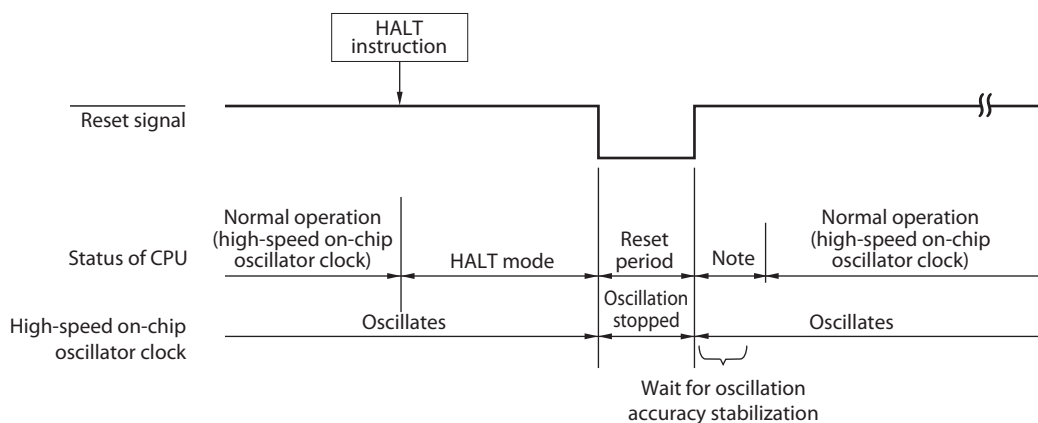 HALT
instruction
Reset signal
Normal operation
(high-speed on-chip
oscillator clock)
Reset
period
Normal operation
(high-speed on-chip
oscillator clock)
Status of CPU
HALT mode
Note
High-speed on-chip
oscillator clock
Oscillates
Oscillation
stopped
Oscillates
Wait for oscillation
accuracy stabilization